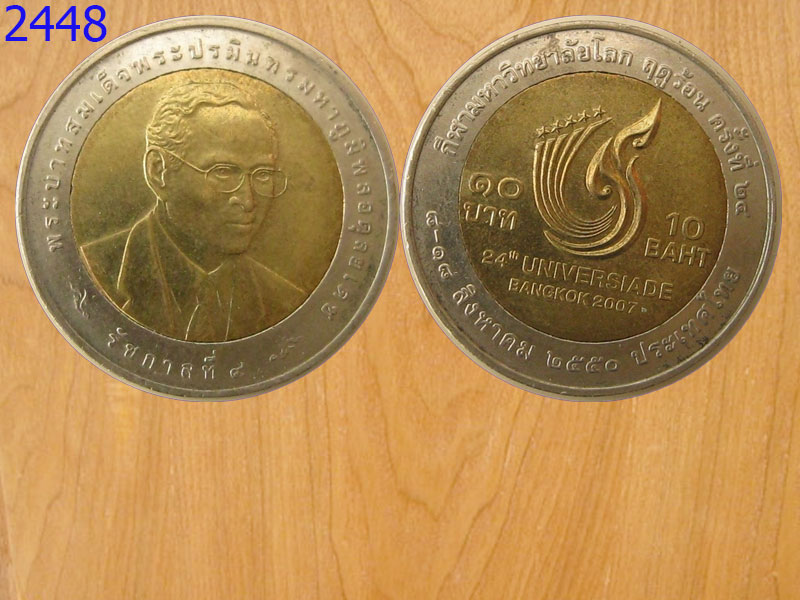 2448
พระบาทสมเด็จพระปรมินทรมหาภูมิพลอดุลยเดช
รัชกาลที่ ๙
กีฬามหาวิทยาลัยโลก ฤดูร้อน ครั้งที่ ๒๔
๑๐
บาท
10
BAHT
24th UNIVERSIADE
BANGKOK 2007
๘-๑๘ สิงหาคม ๒๕๕๐ ประเทศไทย